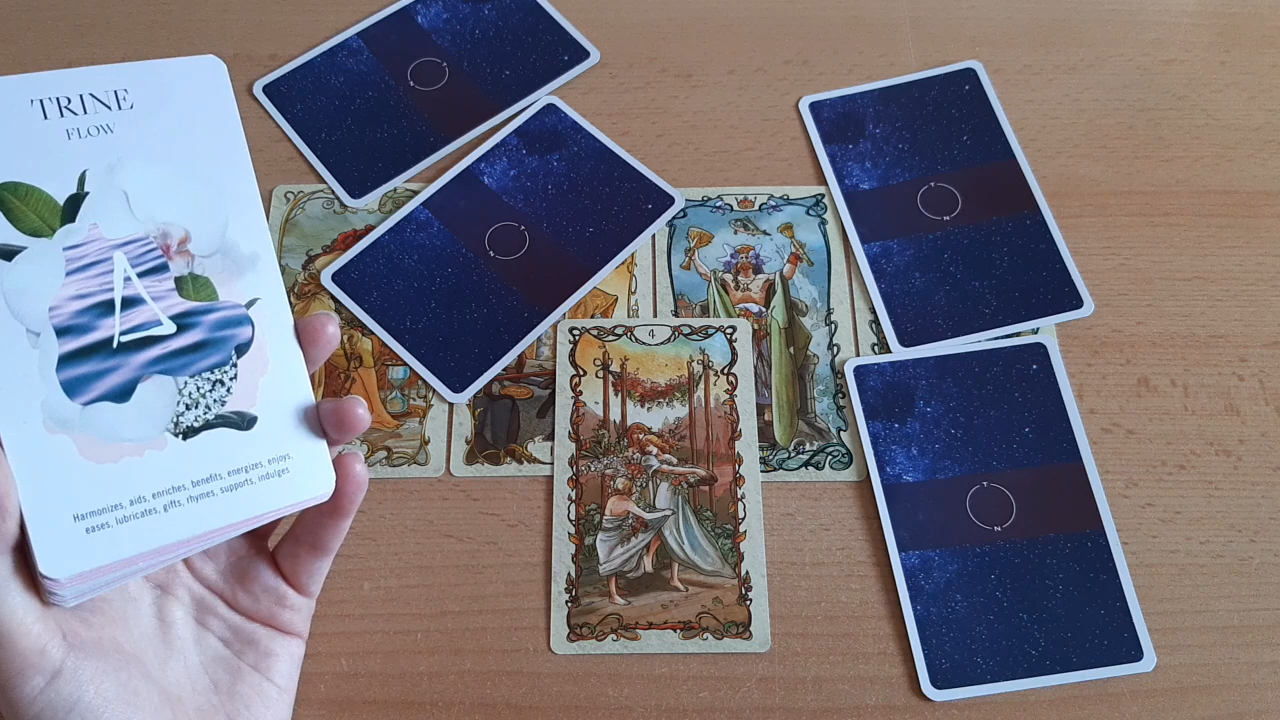 TRINE
FLOW
Harmonizes, aids, enriches, benefits, energizes, enjoys,
eases, lubricates, gifts, rhymes, supports, indulges
4
T
N
T
N
T
N
T
N